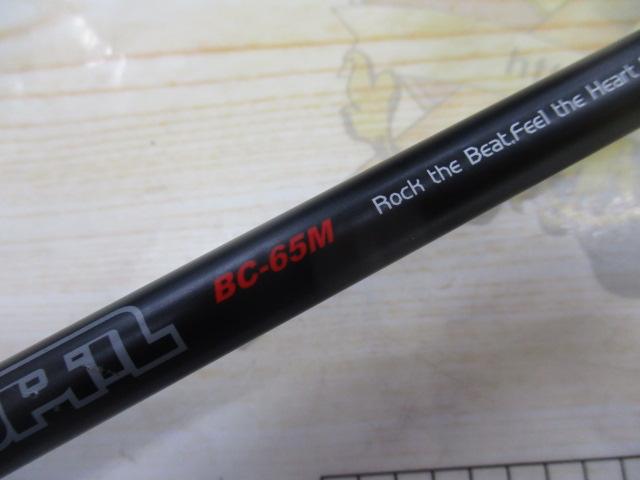 BC-65M
Rock the Beat.Feel the Heart